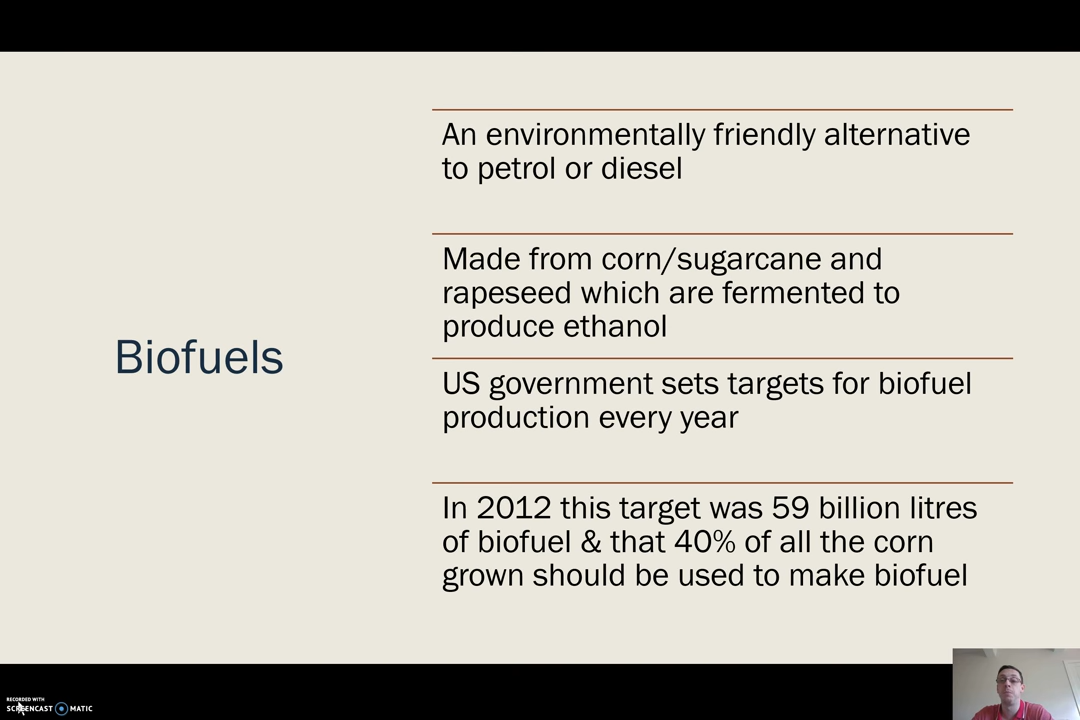 Biofuels
An environmentally friendly alternative
to petrol or diesel
Made from corn/sugarcane and
rapeseed which are fermented to
produce ethanol
US government sets targets for biofuel
production every year
In 2012 this target was 59 billion litres
of biofuel & that 40% of all the corn
grown should be used to make biofuel
RECORDED WITH
SCREENCAST MATIC